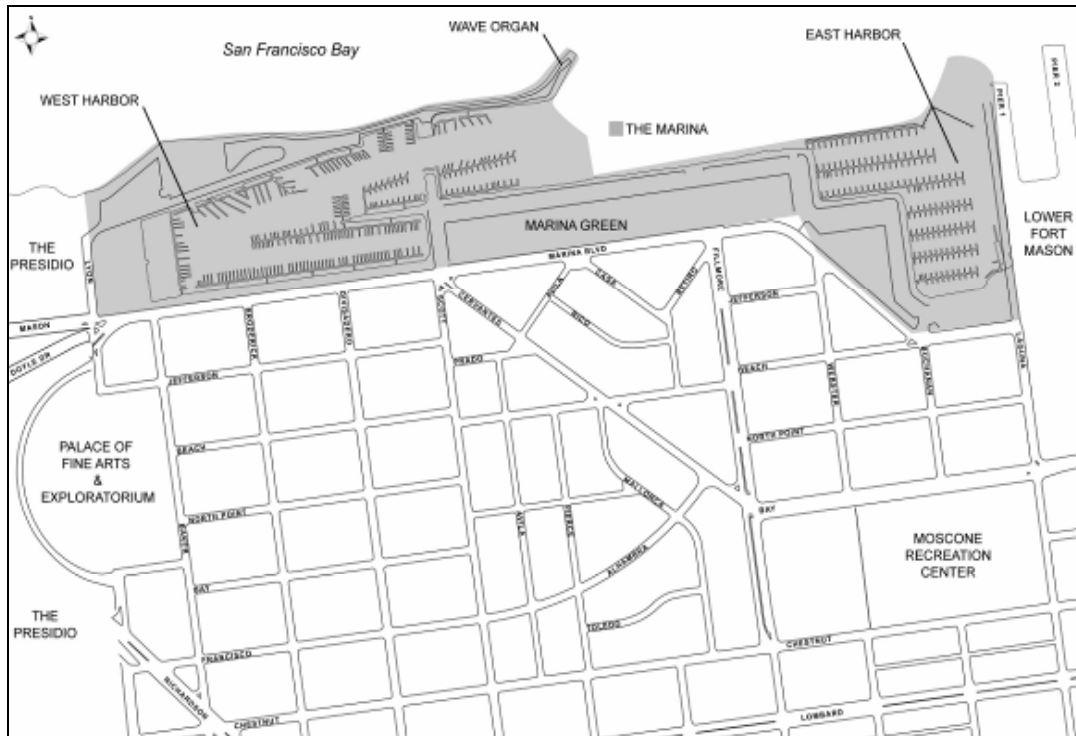 WAVE ORGAN
EAST HARBOR
San Francisco Bay
PIER 2
WEST HARBOR
PIER 1
THE MARINA
MARINA GREEN
LOWER
FORT
MASON
THE
PRESIDIO
LYON
MARINA BLVD
FILLMORE
CASA
RETIRO
AVILA
RICO
CERVANTES
SCOTT
DIVISADERO
BRODERICK
JEFFERSON
MASON
DOYLE DR
LAGUNA
BUCHANAN
WEBSTER
BEACH
PRADO
JEFFERSON
BEACH
NORTH POINT
PALACE OF
FINE ARTS
&
EXPLORATORIUM
MALLORCA
BAY
NORTH POINT
BAKER
AVILA
PIERCE
ALHAMBRA
MOSCONE
RECREATION
CENTER
BAY
THE
PRESIDIO
TOLEDO
CHESTNUT
FRANCISCO
RICHARDSON
CHESTNUT
LOMBARD